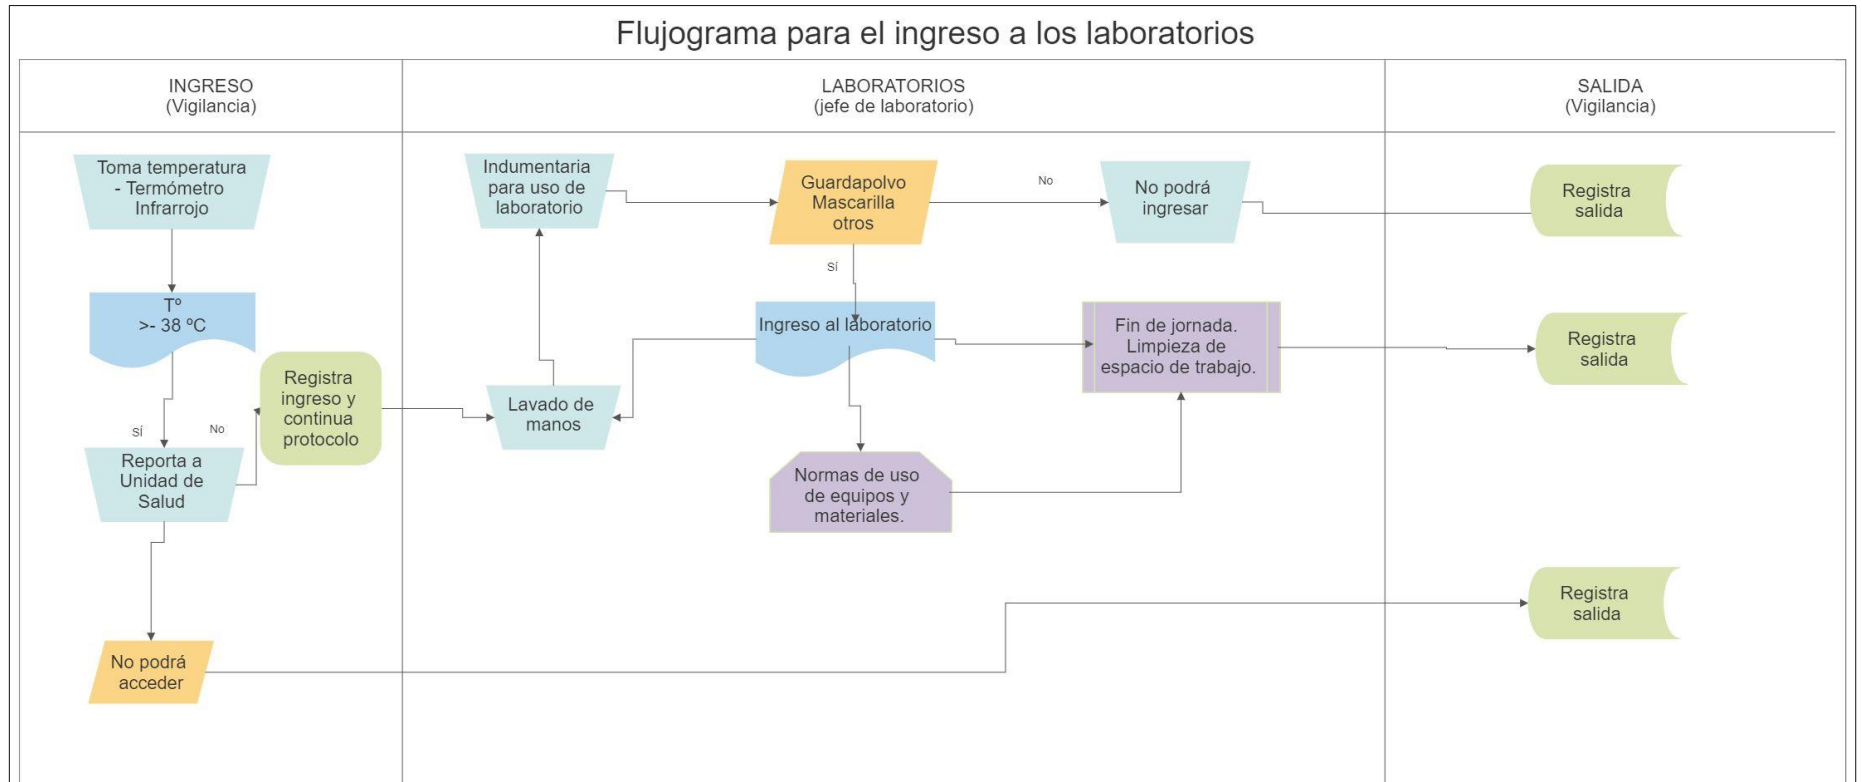 Flujograma para el ingreso a los laboratorios
INGRESO
(Vigilancia)
LABORATORIOS
(jefe de laboratorio)
SALIDA
(Vigilancia)
Toma temperatura
- Termómetro
Infrarrojo
Tº
>- 38 ºC
SÍ
No
Reporta a
Unidad de
Salud
Registra
ingreso y
continua
protocolo
No podrá
acceder
Indumentaria
para uso de
laboratorio
Lavado de
manos
Guardapolvo
Mascarilla
otros
No
Sí
No podrá
ingresar
Ingreso al laboratorio
Normas de uso
de equipos y
materiales.
Fin de jornada.
Limpieza de
espacio de trabajo.
Registra
salida
Registra
salida
Registra
salida